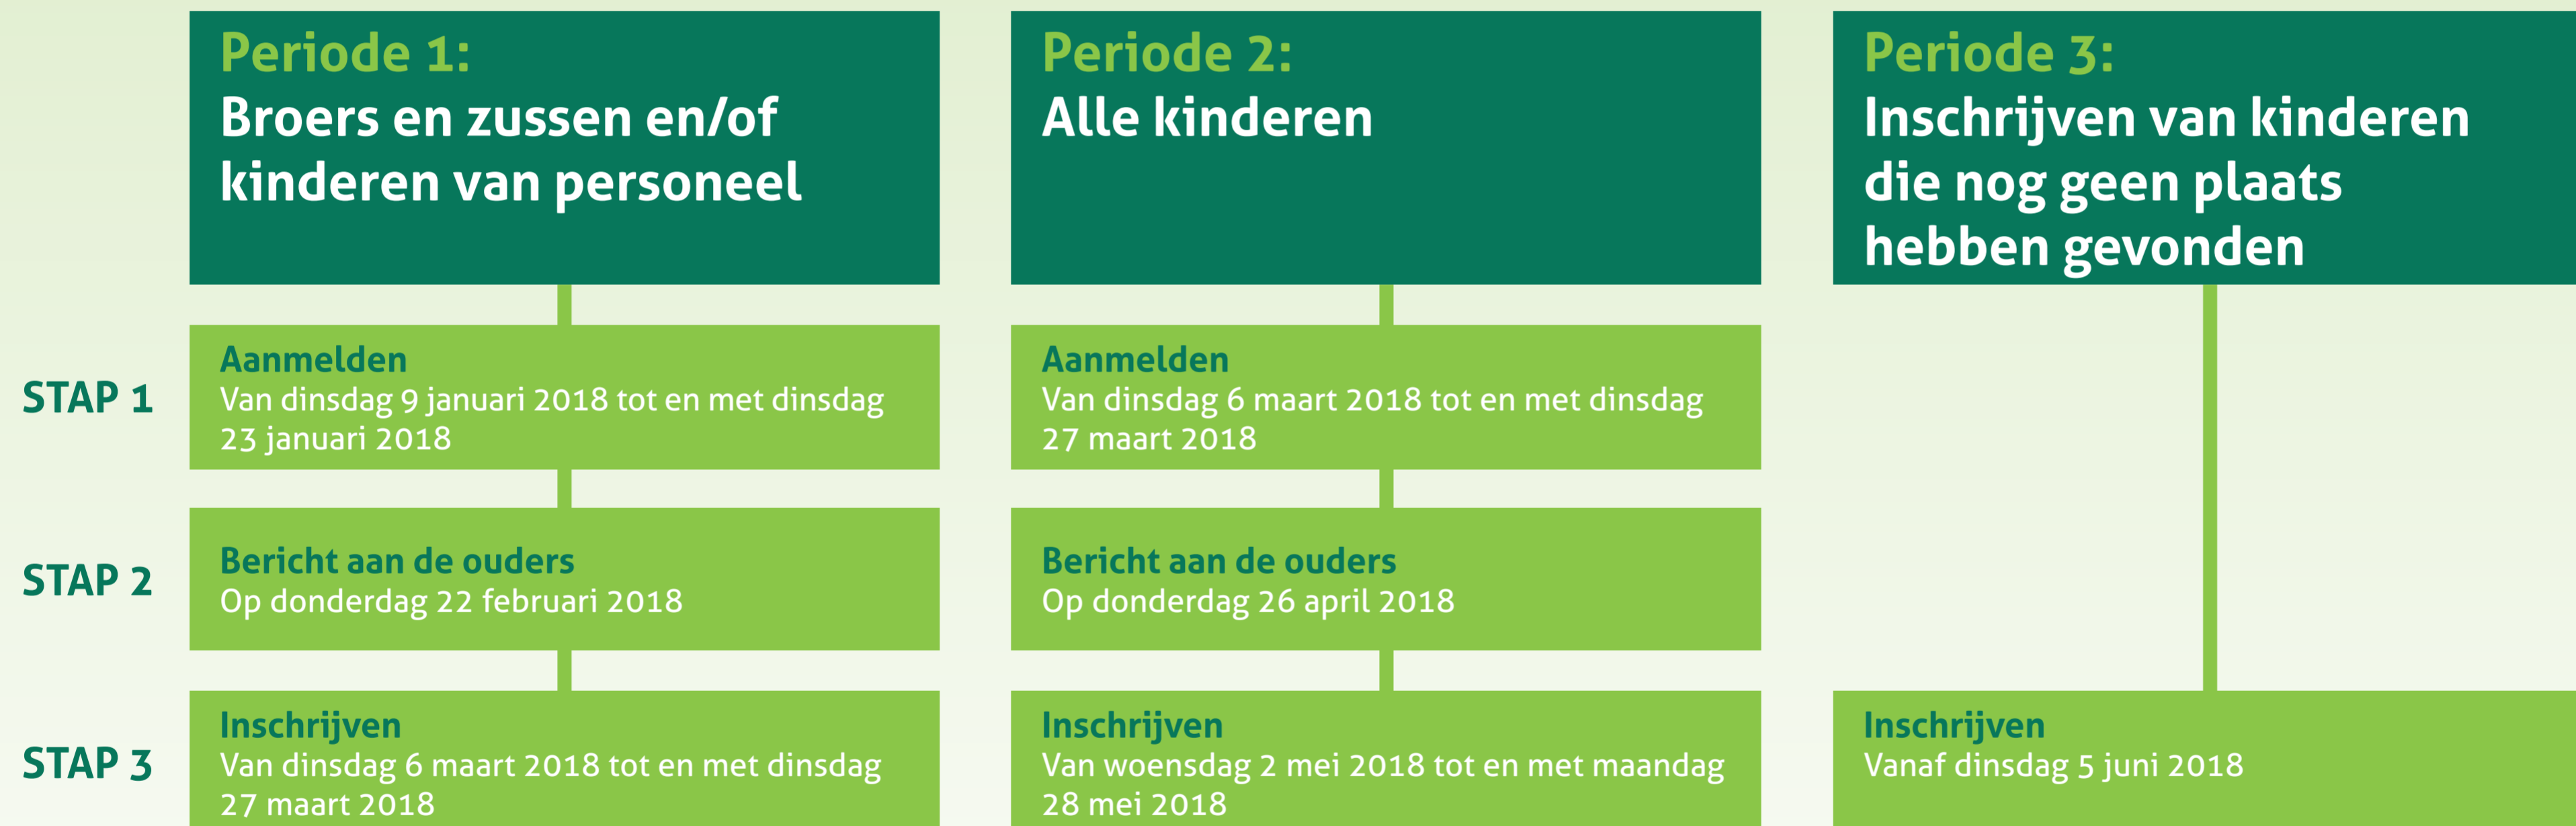 Periode 1:
Broers en zussen en/of
kinderen van personeel
Periode 2:
Alle kinderen
Periode 3:
Inschrijven van kinderen
die nog geen plaats
hebben gevonden
STAP 1
Aanmelden
Van dinsdag 9 januari 2018 tot en met dinsdag
23 januari 2018
Aanmelden
Van dinsdag 6 maart 2018 tot en met dinsdag
27 maart 2018
STAP 2
Bericht aan de ouders
Op donderdag 22 februari 2018
Bericht aan de ouders
Op donderdag 26 april 2018
STAP 3
Inschrijven
Van dinsdag 6 maart 2018 tot en met dinsdag
27 maart 2018
Inschrijven
Van woensdag 2 mei 2018 tot en met maandag
28 mei 2018
Inschrijven
Vanaf dinsdag 5 juni 2018